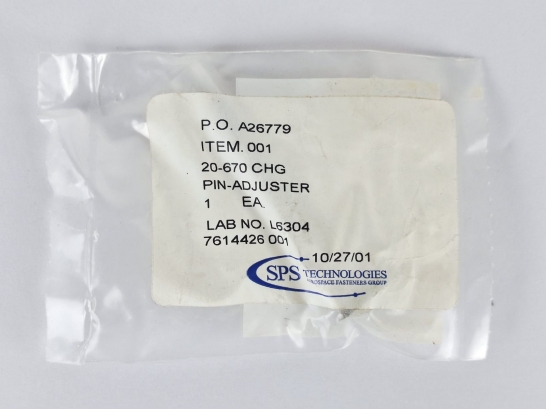 P.O. A26779
ITEM. 001
20-670 CHG
PIN-ADJUSTER
1 EA.
LAB NO. L6304
7614426 001
10/27/01
SPS TECHNOLOGIES
AEROSPACE FASTENERS GROUP